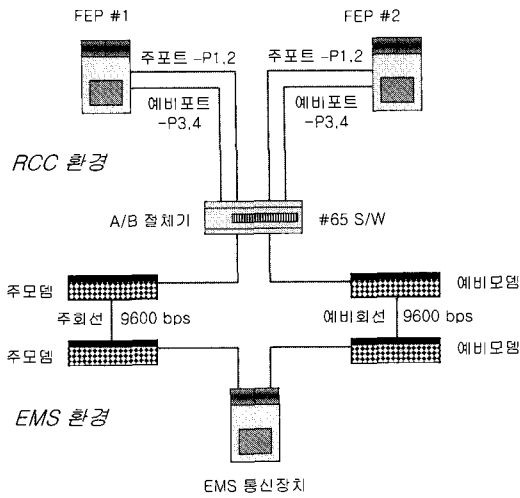 FEP #1
FEP #2
주포트 -P1,2
주포트 -P1,2
예비포트
-P3,4
예비포트
-P3,4
RCC 환경
A/B 절체기
#65 S/W
주모뎀
예비모뎀
주회선
9600 bps
예비회선
9600 bps
주모뎀
예비모뎀
EMS 환경
EMS 통신장치